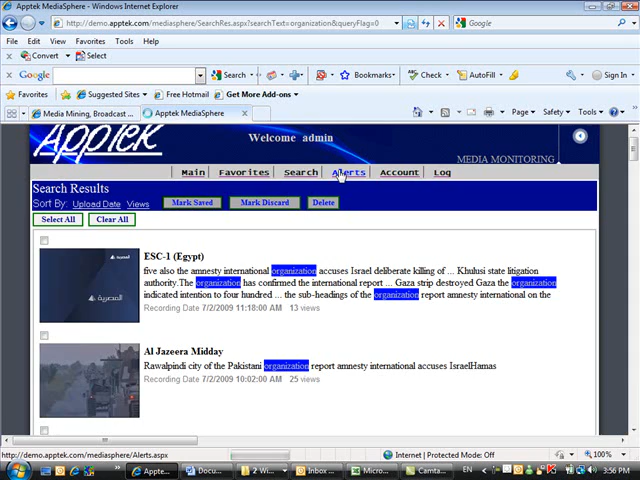 Apptek MediaSphere - Windows Internet Explorer
http://demo.apptek.com/mediasphere/SearchRes.aspx?searchText=organization&queryFlag=0
Google
File Edit View Favorites Tools Help
Convert Select
Search Bookmarks Check AutoFill Sign In
Favorites Suggested Sites Free Hotmail Get More Add-ons
Media Mining, Broadcast ... Apptek MediaSphere
Page Safety Tools
Apptek
Welcome admin
MEDIA MONITORING
Main Favorites Search Alerts Account Log
Search Results
Sort By: Upload Date Views Mark Saved Mark Discard Delete
Select All Clear All
ESC-1 (Egypt)
five also the amnesty international organization accuses Israel deliberate killing of ... Khulusi state litigation
authority.The organization has confirmed the international report ... Gaza strip destroyed Gaza the organization
indicated intention to four hundred ... the sub-headings of the organization report amnesty international on the
Recording Date 7/2/2009 11:18:00 AM 13 views
Al Jazeera Midday
Rawalpindi city of the Pakistani organization report amnesty international accuses IsraelHamas
Recording Date 7/2/2009 10:02:00 AM 25 views
http://demo.apptek.com/mediasphere/Alerts.aspx
Internet | Protected Mode: Off
100%
Appte... Docu... 2 Wi... Inbox ... Micro... Camta...
EN
3:56 PM